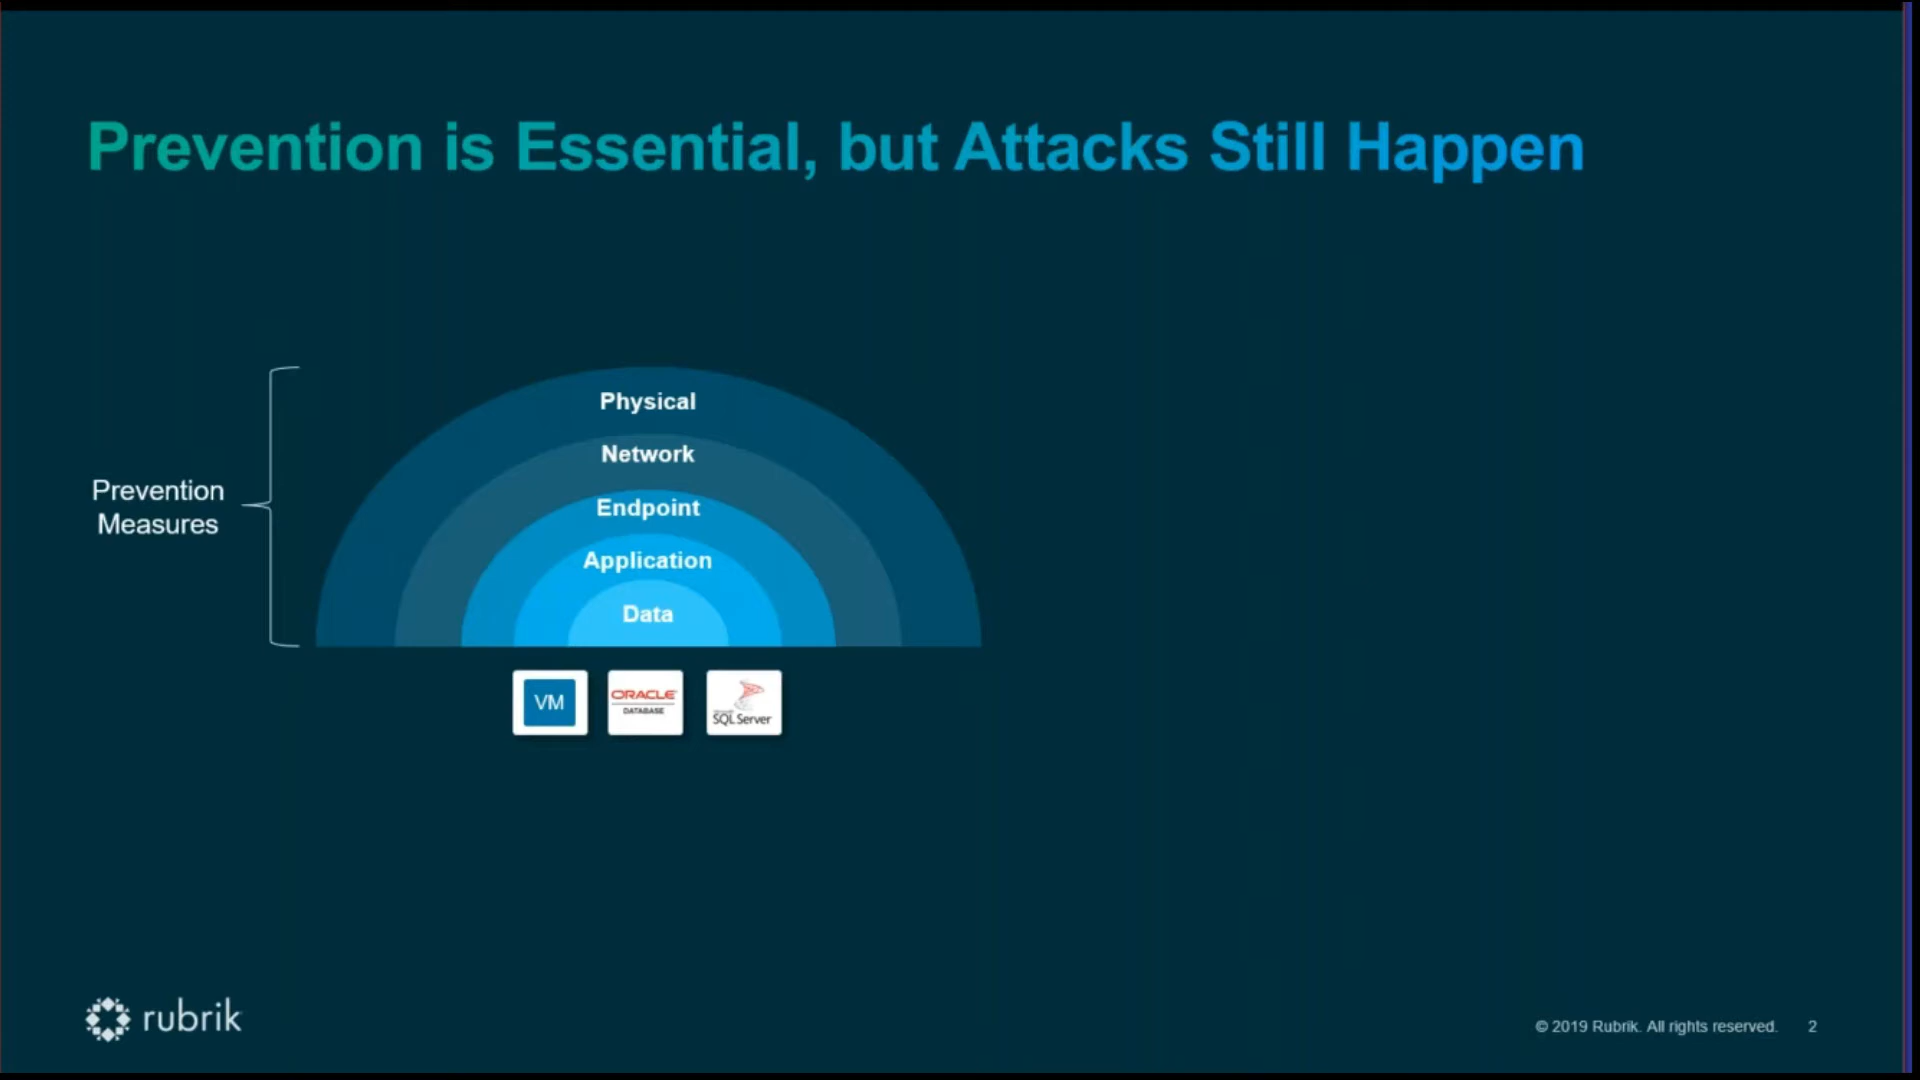 Prevention is Essential, but Attacks Still Happen
Prevention
Measures
Physical
Network
Endpoint
Application
Data
VM
ORACLE
DATABASE
SQL Server
rubrik
© 2019 Rubrik. All rights reserved.
2